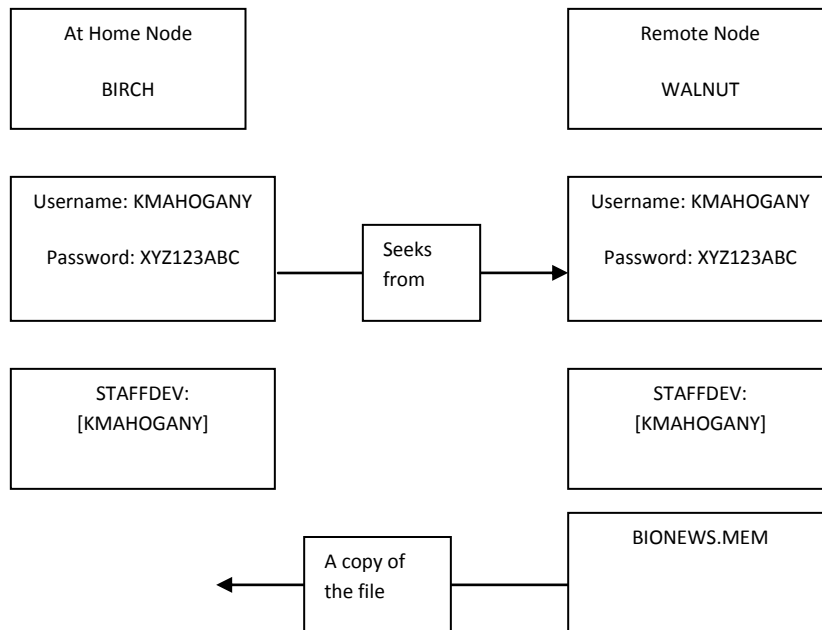 At Home Node
BIRCH
Remote Node
WALNUT
Username: KMAHOGANY
Password: XYZ123ABC
Seeks
from
Username: KMAHOGANY
Password: XYZ123ABC
STAFFDEV:
[KMAHOGANY]
STAFFDEV:
[KMAHOGANY]
A copy of
the file
BIONEWS.MEM